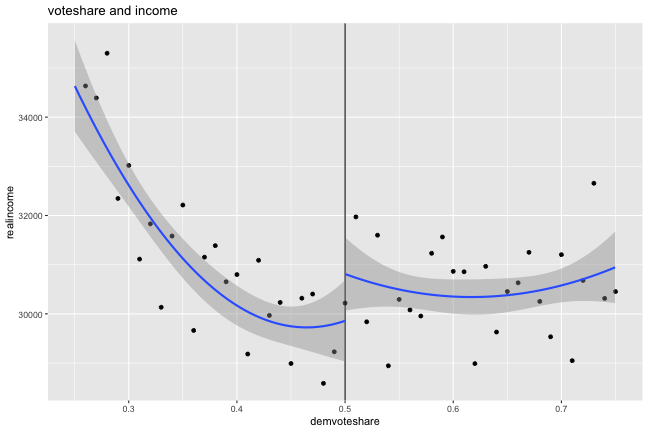 voteshare and income
realincome
34000
32000
30000
0.3 0.4 0.5 0.6 0.7
demvoteshare